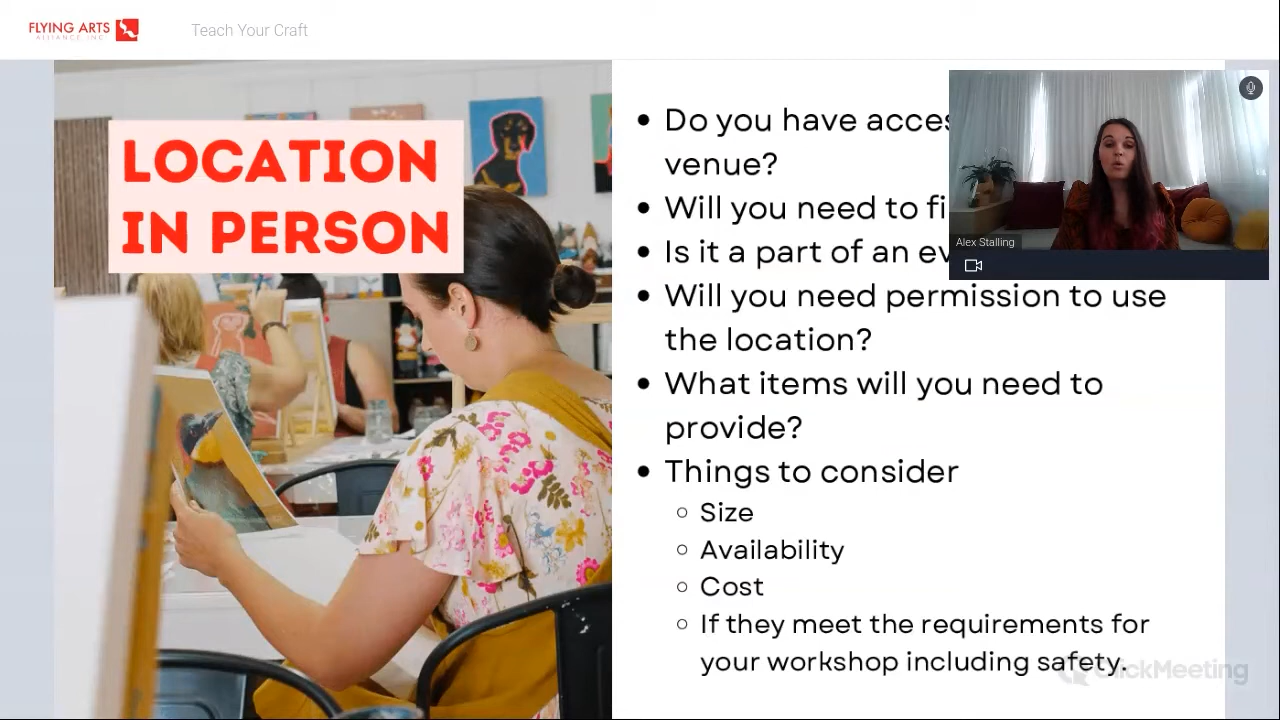 FLYING ARTS
ALLIANCE INC
Teach Your Craft
LOCATION
IN PERSON
• Do you have
venue?
• Will you need to
• Is it a part of an
• Will you need permission to use
the location?
• What items will you need to
provide?
• Things to consider
○ Size
○ Availability
○ Cost
○ If they meet the requirements for
your workshop including safety.
Alex Stalling
ClickMeeting